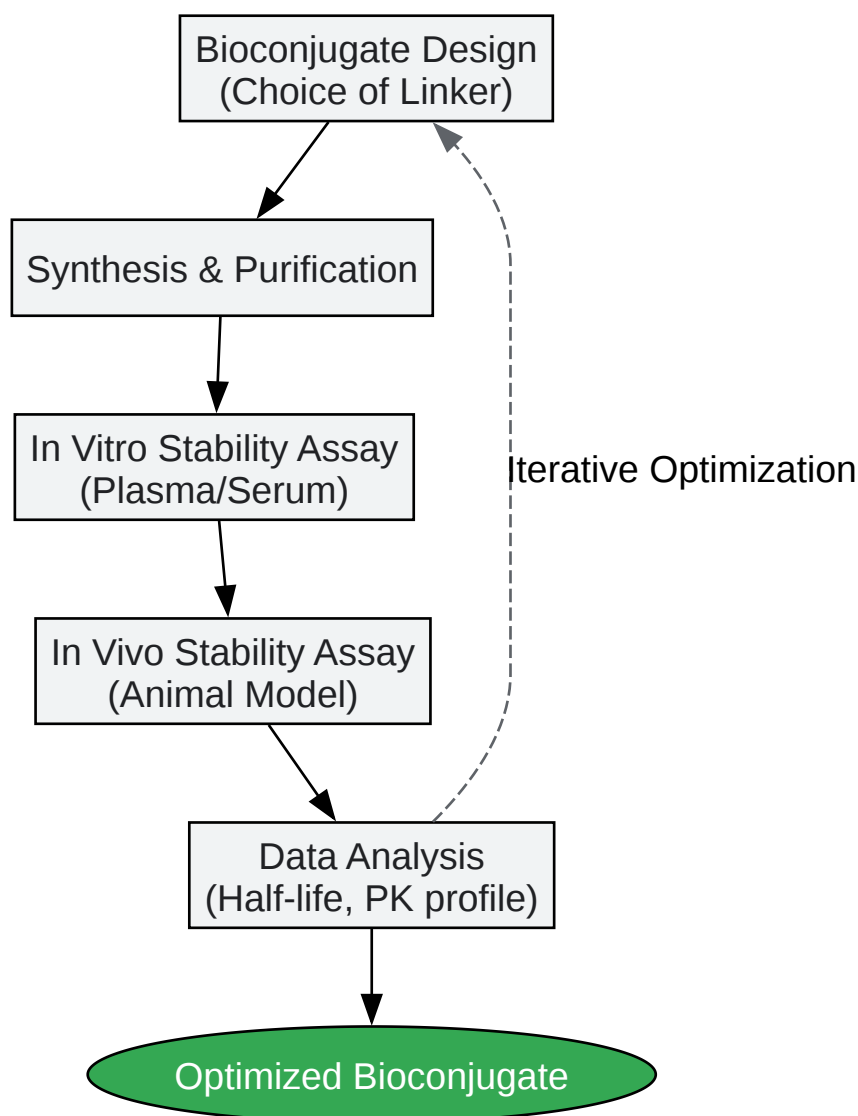 Bioconjugate Design
(Choice of Linker)
Synthesis & Purification
In Vitro Stability Assay
(Plasma/Serum)
Iterative Optimization
In Vivo Stability Assay
(Animal Model)
Data Analysis
(Half-life, PK profile)
Optimized Bioconjugate